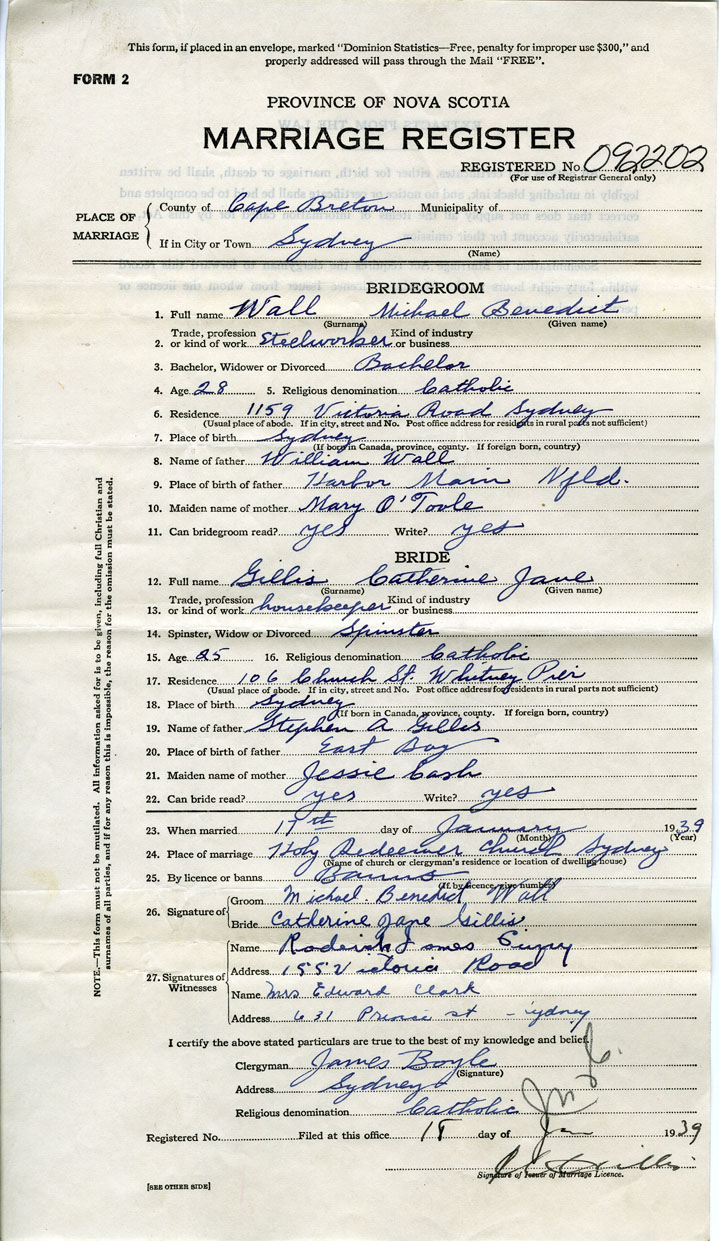 This form, if placed in an envelope, marked "Dominion Statistics—Free, penalty for improper use $300," and
properly addressed will pass through the Mail "FREE".
FORM 2
PROVINCE OF NOVA SCOTIA
MARRIAGE REGISTER
REGISTERED No. 092202
(For use of Registrar General only)
PLACE OF MARRIAGE
County of Cape Breton Municipality of
If in City or Town Sydney
(Name)
BRIDEGROOM
1. Full name Wall Michael Benedict
(Surname) (Given name)
Trade, profession Kind of industry
2. or kind of work Steelworker or business
3. Bachelor, Widower or Divorced Bachelor
4. Age 28 5. Religious denomination Catholic
6. Residence 1159 Victoria Road Sydney
(Usual place of abode. If in city, street and No. Post office address for residents in rural parts not sufficient)
7. Place of birth Sydney
(If born in Canada, province, county. If foreign born, country)
8. Name of father William Wall
9. Place of birth of father Harbor Main Nfld.
10. Maiden name of mother Mary O'Toole
11. Can bridegroom read? yes Write? yes
BRIDE
12. Full name Gillis Catherine Jane
(Surname) (Given name)
Trade, profession Kind of industry
13. or kind of work housekeeper or business
14. Spinster, Widow or Divorced Spinster
15. Age 25 16. Religious denomination Catholic
17. Residence 106 Church St. Whitney Pier
(Usual place of abode. If in city, street and No. Post office address for residents in rural parts not sufficient)
18. Place of birth Sydney
(If born in Canada, province, county. If foreign born, country)
19. Name of father Stephen A Gillis
20. Place of birth of father East Bay
21. Maiden name of mother Jessie Cash
22. Can bride read? yes Write? yes
23. When married 17th day of January 1939
(Month) (Year)
24. Place of marriage Holy Redeemer Church Sydney
(Name of church or clergyman's residence or location of dwelling house)
25. By licence or banns Banns
(If by licence, give number)
26. Signature of
Groom Michael Benedict Wall
Bride Catherine Jane Gillis
27. Signatures of Witnesses
Name Roderick James
Address 155 Victoria Road
Name Mrs Edward Clark
Address 631 Prince st - Sydney
I certify the above stated particulars are true to the best of my knowledge and belief.
Clergyman James Boyle
(Signature)
Address Sydney
Religious denomination Catholic
Registered No. Filed at this office 18 day of Jan 1939
Signature of Issuer of Marriage Licence.
[SEE OTHER SIDE]
NOTE.—This form must not be mutilated. All information asked for is to be given, including full Christian and
surnames of all parties, and if for any reason this is impossible, the reason for the omission must be stated.